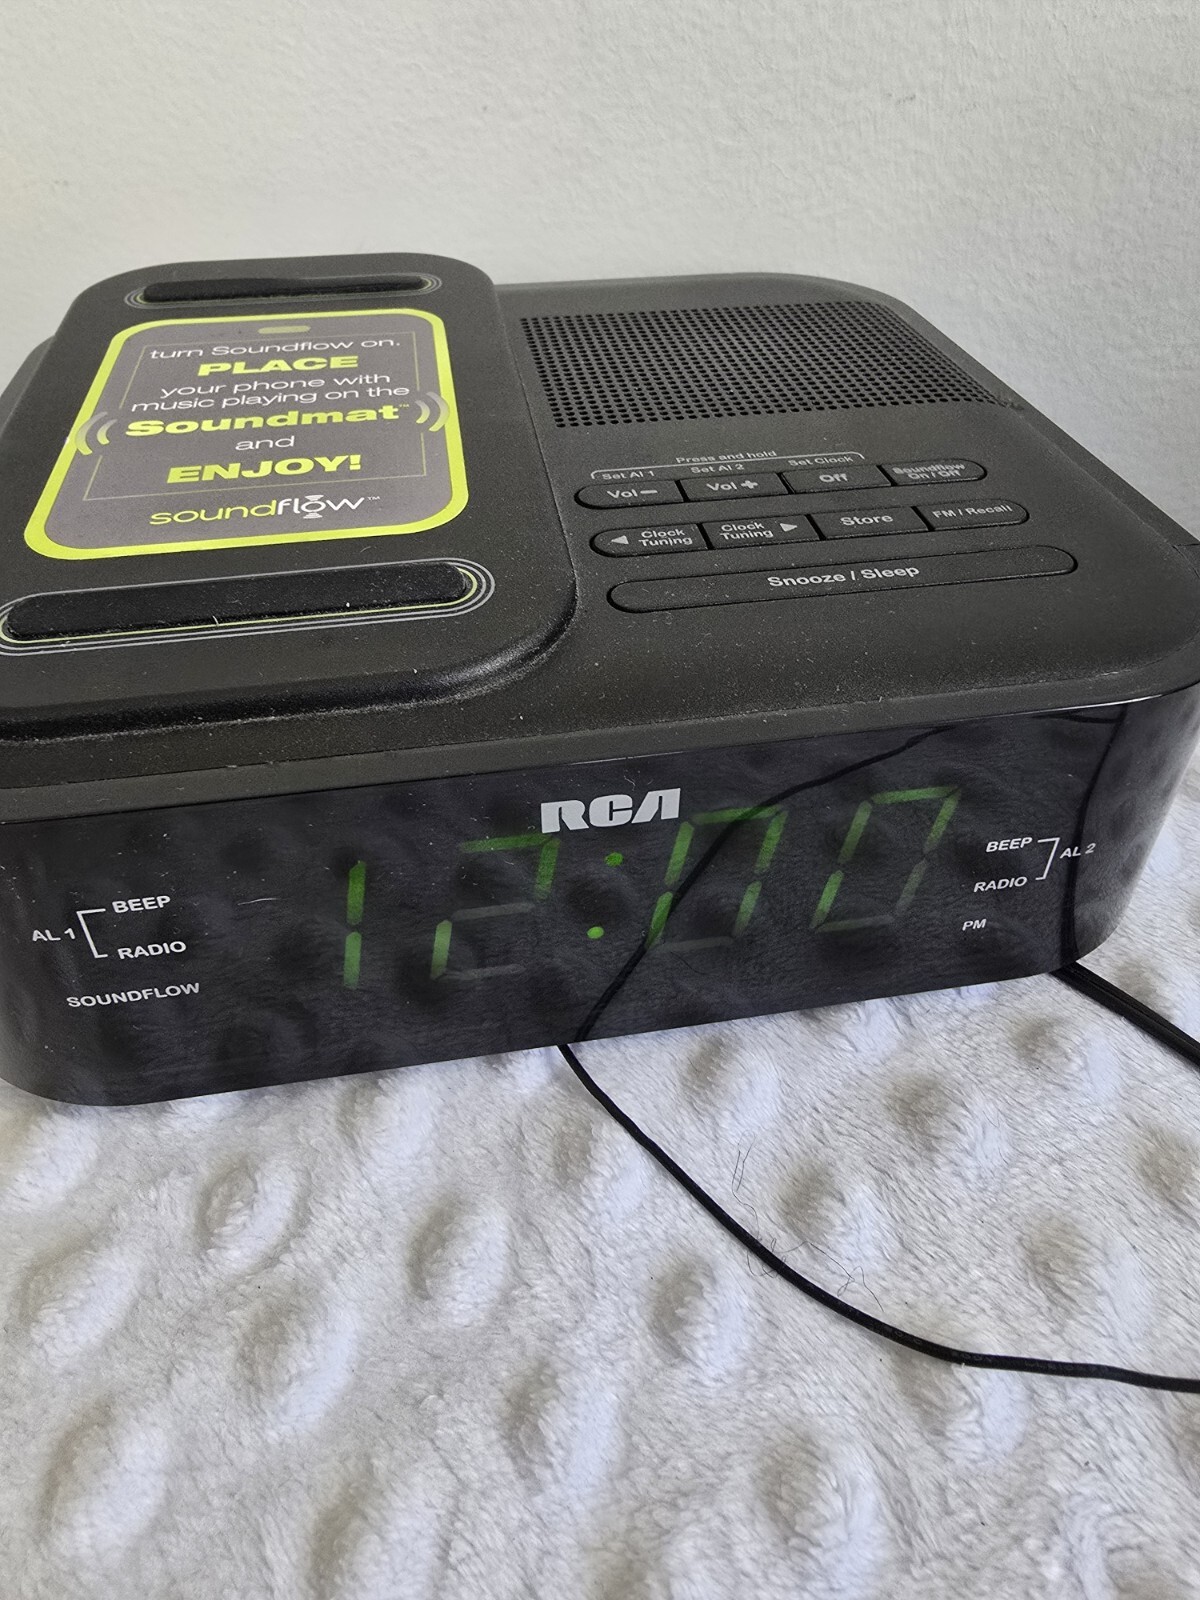 turn Soundflow on.
PLACE
your phone with
music playing on the
Soundmat™
and
ENJOY!
soundflow™
Press and hold
Set Al 1 Set Al 2 Set Clock
Vol − Vol + Off Soundflow On / Off
◄ Clock Tuning Clock Tuning ► Store FM / Recall
Snooze / Sleep
RCA
12:00
AL 1 BEEP
RADIO
SOUNDFLOW
BEEP AL 2
RADIO
PM